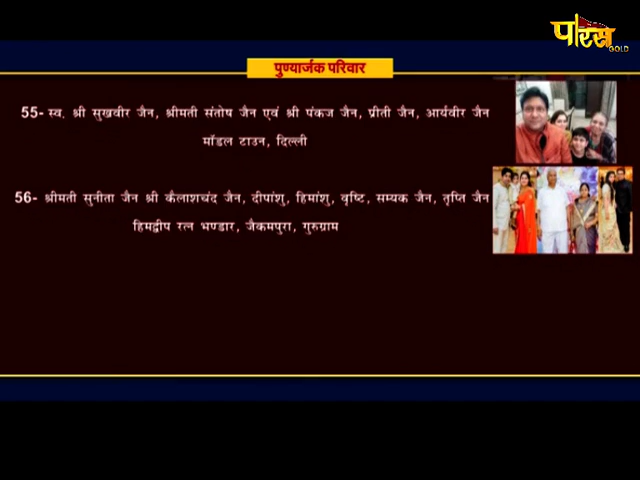 पारस
GOLD
पुण्यार्जक परिवार
55- स्व. श्री सुखवीर जैन, श्रीमती संतोष जैन एवं श्री पंकज जैन, प्रीती जैन, आर्यवीर जैन
मॉडल टाउन, दिल्ली
56- श्रीमती सुनीता जैन श्री कैलाशचंद जैन, दीपांशु, हिमांशु, वृष्टि, सम्यक जैन, तृप्ति जैन
हिमद्वीप रत्न भण्डार, जैकमपुरा, गुरुग्राम